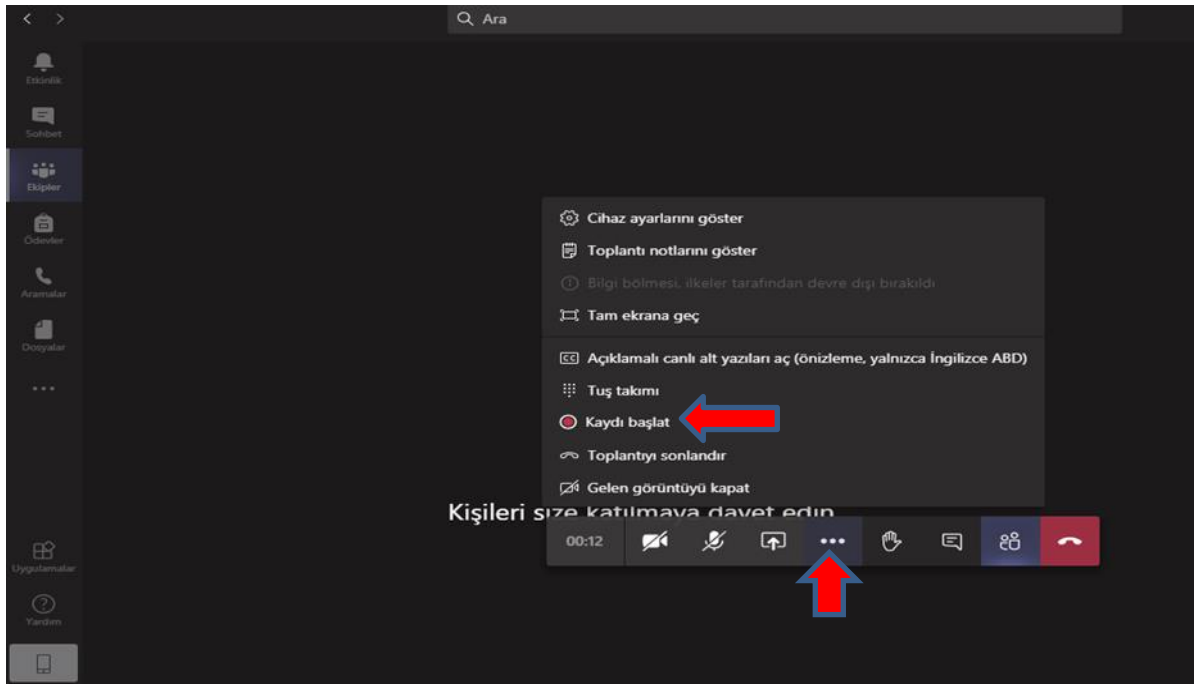 Ara
Etkinlik
Sohbet
Ekipler
Ödevler
Aramalar
Dosyalar
Cihaz ayarlarını göster
Toplantı notlarını göster
Bilgi bölmesi, ilkeler tarafından devre dışı bırakıldı
Tam ekrana geç
CC Açıklamalı canlı alt yazıları aç (önizleme, yalnızca İngilizce ABD)
Tuş takımı
Kaydı başlat
Toplantıyı sonlandır
Gelen görüntüyü kapat
Kişileri size katılmaya davet edin
00:12
Uygulamalar
Yardım